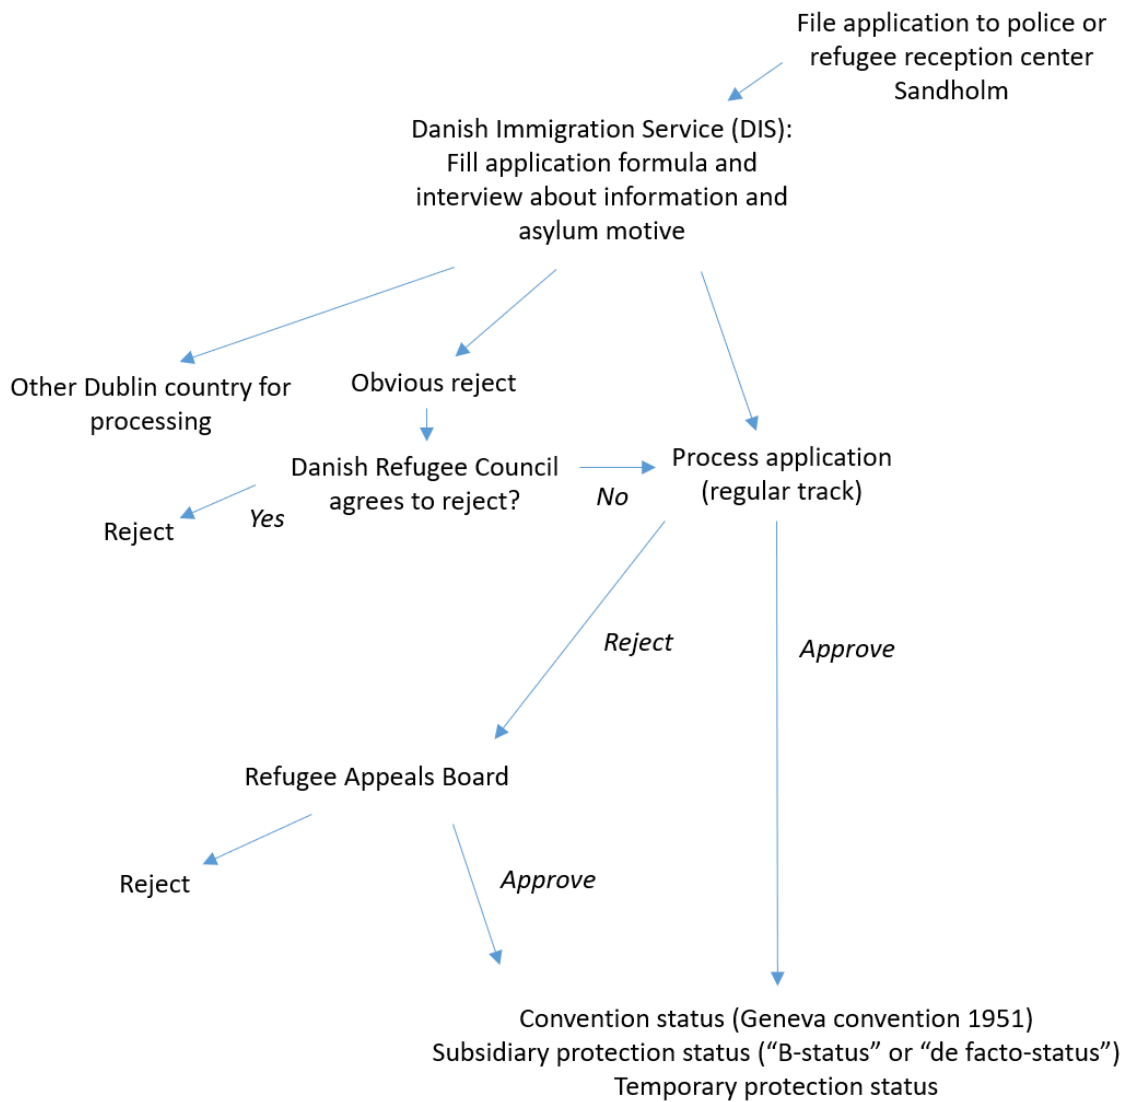 File application to police or
refugee reception center
Sandholm
Danish Immigration Service (DIS):
Fill application formula and
interview about information and
asylum motive
Other Dublin country for
processing
Obvious reject
Danish Refugee Council
agrees to reject?
No
Process application
(regular track)
Yes
Reject
Reject
Approve
Refugee Appeals Board
Reject
Approve
Convention status (Geneva convention 1951)
Subsidiary protection status (“B-status” or “de facto-status”)
Temporary protection status